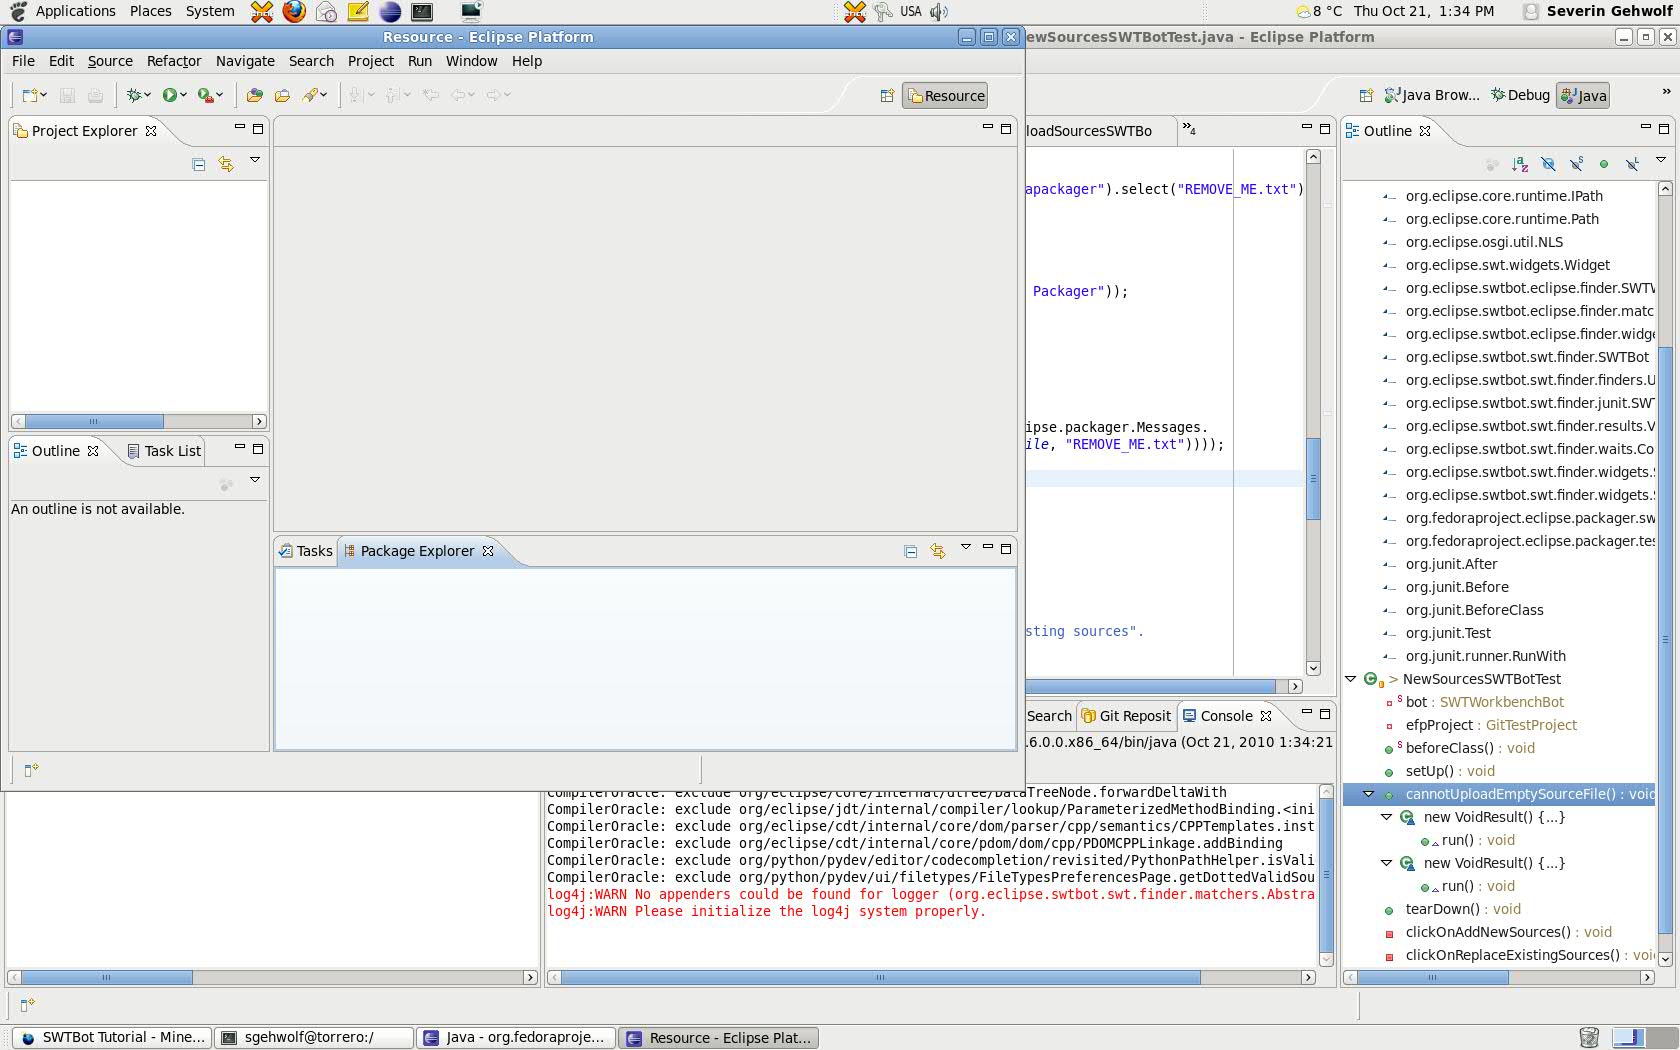 Applications Places System USA 8 °C Thu Oct 21, 1:34 PM Severin Gehwolf
Resource - Eclipse Platform
ewSourcesSWTBotTest.java - Eclipse Platform
File Edit Source Refactor Navigate Search Project Run Window Help
Resource
Java Brow... Debug Java »
Project Explorer
loadSourcesSWTBo »4
Outline
apackager").select("REMOVE_ME.txt")
Packager"));
ipse.packager.Messages.
ile, "REMOVE_ME.txt"))));
sting sources".
org.eclipse.core.runtime.IPath
org.eclipse.core.runtime.Path
org.eclipse.osgi.util.NLS
org.eclipse.swt.widgets.Widget
org.eclipse.swtbot.eclipse.finder.SWTW
org.eclipse.swtbot.eclipse.finder.matc
org.eclipse.swtbot.eclipse.finder.widge
org.eclipse.swtbot.swt.finder.SWTBot
org.eclipse.swtbot.swt.finder.finders.U
org.eclipse.swtbot.swt.finder.junit.SWT
org.eclipse.swtbot.swt.finder.results.V
org.eclipse.swtbot.swt.finder.waits.Co
org.eclipse.swtbot.swt.finder.widgets.
org.eclipse.swtbot.swt.finder.widgets.
org.fedoraproject.eclipse.packager.sw
org.fedoraproject.eclipse.packager.tes
org.junit.After
org.junit.Before
org.junit.BeforeClass
org.junit.Test
org.junit.runner.RunWith
> NewSourcesSWTBotTest
bot : SWTWorkbenchBot
efpProject : GitTestProject
beforeClass() : void
setUp() : void
cannotUploadEmptySourceFile() : void
new VoidResult() {...}
run() : void
new VoidResult() {...}
run() : void
tearDown() : void
clickOnAddNewSources() : void
clickOnReplaceExistingSources() : voi
Outline Task List
An outline is not available.
Tasks Package Explorer
Search Git Reposit Console
.6.0.0.x86_64/bin/java (Oct 21, 2010 1:34:21
CompilerOracle: exclude org/eclipse/core/internal/dtree/DataTreeNode.forwardDeltaWith
CompilerOracle: exclude org/eclipse/jdt/internal/compiler/lookup/ParameterizedMethodBinding.<ini
CompilerOracle: exclude org/eclipse/cdt/internal/core/dom/parser/cpp/semantics/CPPTemplates.inst
CompilerOracle: exclude org/eclipse/cdt/internal/core/pdom/dom/cpp/PDOMCPPLinkage.addBinding
CompilerOracle: exclude org/python/pydev/editor/codecompletion/revisited/PythonPathHelper.isVali
CompilerOracle: exclude org/python/pydev/ui/filetypes/FileTypesPreferencesPage.getDottedValidSou
log4j:WARN No appenders could be found for logger (org.eclipse.swtbot.swt.finder.matchers.Abstra
log4j:WARN Please initialize the log4j system properly.
SWTBot Tutorial - Mine... sgehwolf@torrero:/ Java - org.fedoraproje... Resource - Eclipse Plat...